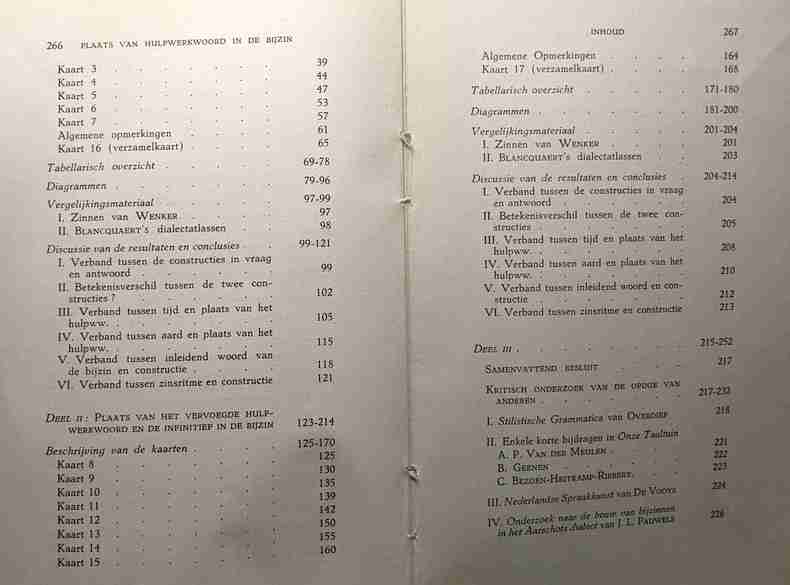 266 PLAATS VAN HULPWERKWOORD IN DE BIJZIN
Kaart 3 . . . . . . . 39
Kaart 4 . . . . . . . 44
Kaart 5 . . . . . . . 47
Kaart 6 . . . . . . . 53
Kaart 7 . . . . . . . 57
Algemene opmerkingen . . . . 61
Kaart 16 (verzamelkaart) . . . . 65
Tabellarisch overzicht . . . . . 69-78
Diagrammen . . . . . . . 79-96
Vergelijkingsmateriaal . . . . . 97-99
I. Zinnen van WENKER . . . . 97
II. BLANCQUAERT's dialectatlassen . . 98
Discussie van de resultaten en conclusies . . 99-121
I. Verband tussen de constructies in vraag
en antwoord . . . . . . 99
II. Betekenisverschil tussen de twee con-
structies ? . . . . . . 102
III. Verband tussen tijd en plaats van het
hulpww. . . . . . . . 105
IV. Verband tussen aard en plaats van het
hulpww. . . . . . . . 115
V. Verband tussen inleidend woord van
de bijzin en constructie . . . . 118
VI. Verband tussen zinsritme en constructie 121
DEEL II : PLAATS VAN HET VERVOEGDE HULP-
WERKWOORD EN DE INFINITIEF IN DE BIJZIN 123-214
Beschrijving van de kaarten . . . . 125-170
Kaart 8 . . . . . . . 125
Kaart 9 . . . . . . . 130
Kaart 10 . . . . . . . 135
Kaart 11 . . . . . . . 139
Kaart 12 . . . . . . . 142
Kaart 13 . . . . . . . 150
Kaart 14 . . . . . . . 155
Kaart 15 . . . . . . . 160
INHOUD 267
Algemene Opmerkingen . . . . 164
Kaart 17 (verzamelkaart) . . . . 168
Tabellarisch overzicht . . . . . 171-180
Diagrammen . . . . . . . 181-200
Vergelijkingsmateriaal . . . . . 201-204
I. Zinnen van WENKER . . . . 201
II. BLANCQUAERT's dialectatlassen . 203
Discussie van de resultaten en conclusies . 204-214
I. Verband tussen de constructies in vraag
en antwoord . . . . . . 204
II. Betekenisverschil tussen de twee con-
structies . . . . . . . 205
III. Verband tussen tijd en plaats van het
hulpww. . . . . . . . 208
IV. Verband tussen aard en plaats van het
hulpww. . . . . . . . 210
V. Verband tussen inleidend woord en con-
structie . . . . . . . 212
VI. Verband tussen zinsritme en constructie 213
DEEL III . . . . . . . 215-252
SAMENVATTEND BESLUIT . . . . 217
KRITISCH ONDERZOEK VAN DE OPGIE VAN
ANDEREN . . . . . . . 217-232
I. Stilistische Grammatica van OVERDIEP 218
II. Enkele korte bijdragen in Onze Taaltuin
A. P. VAN DER MEULEN . . . . 221
B. GEENEN . . . . . . 222
C. BEZOEN-HEITKAMP-RIBBERT . . . 223
III. Nederlandse Spraakkunst van DE VOOYS 224
IV. Onderzoek naar de bouw van bijzinnen
in het Aarschots dialect van J. L. PAUWELS 226